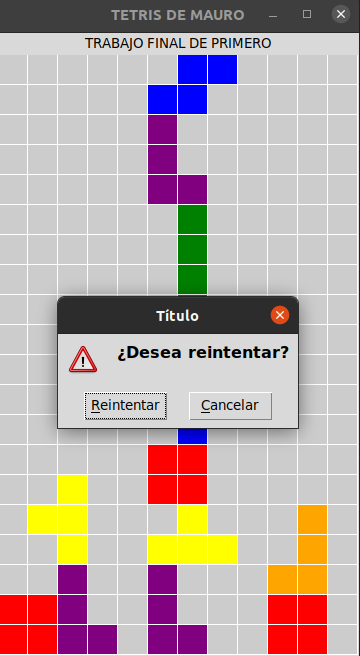 TETRIS DE MAURO
TRABAJO FINAL DE PRIMERO
Título
¿Desea reintentar?
Reintentar
Cancelar